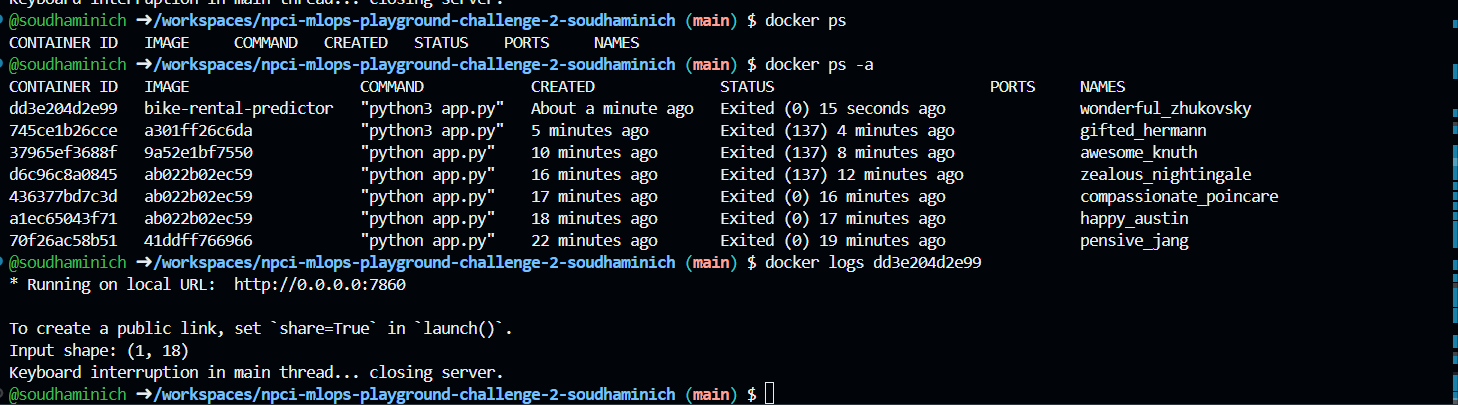 Keyboard interruption in main thread... closing server.
@soudhaminich ➜/workspaces/npci-mlops-playground-challenge-2-soudhaminich (main) $ docker ps
CONTAINER ID   IMAGE     COMMAND   CREATED   STATUS    PORTS     NAMES
@soudhaminich ➜/workspaces/npci-mlops-playground-challenge-2-soudhaminich (main) $ docker ps -a
CONTAINER ID   IMAGE                   COMMAND            CREATED              STATUS                        PORTS     NAMES
dd3e204d2e99   bike-rental-predictor   "python3 app.py"   About a minute ago   Exited (0) 15 seconds ago               wonderful_zhukovsky
745ce1b26cce   a301ff26c6da            "python3 app.py"   5 minutes ago        Exited (137) 4 minutes ago              gifted_hermann
37965ef3688f   9a52e1bf7550            "python app.py"    10 minutes ago       Exited (137) 8 minutes ago              awesome_knuth
d6c96c8a0845   ab022b02ec59            "python app.py"    16 minutes ago       Exited (137) 12 minutes ago             zealous_nightingale
436377bd7c3d   ab022b02ec59            "python app.py"    17 minutes ago       Exited (0) 16 minutes ago               compassionate_poincare
a1ec65043f71   ab022b02ec59            "python app.py"    18 minutes ago       Exited (0) 17 minutes ago               happy_austin
70f26ac58b51   41ddff766966            "python app.py"    22 minutes ago       Exited (0) 19 minutes ago               pensive_jang
@soudhaminich ➜/workspaces/npci-mlops-playground-challenge-2-soudhaminich (main) $ docker logs dd3e204d2e99
* Running on local URL:  http://0.0.0.0:7860
To create a public link, set `share=True` in `launch()`.
Input shape: (1, 18)
Keyboard interruption in main thread... closing server.
@soudhaminich ➜/workspaces/npci-mlops-playground-challenge-2-soudhaminich (main) $